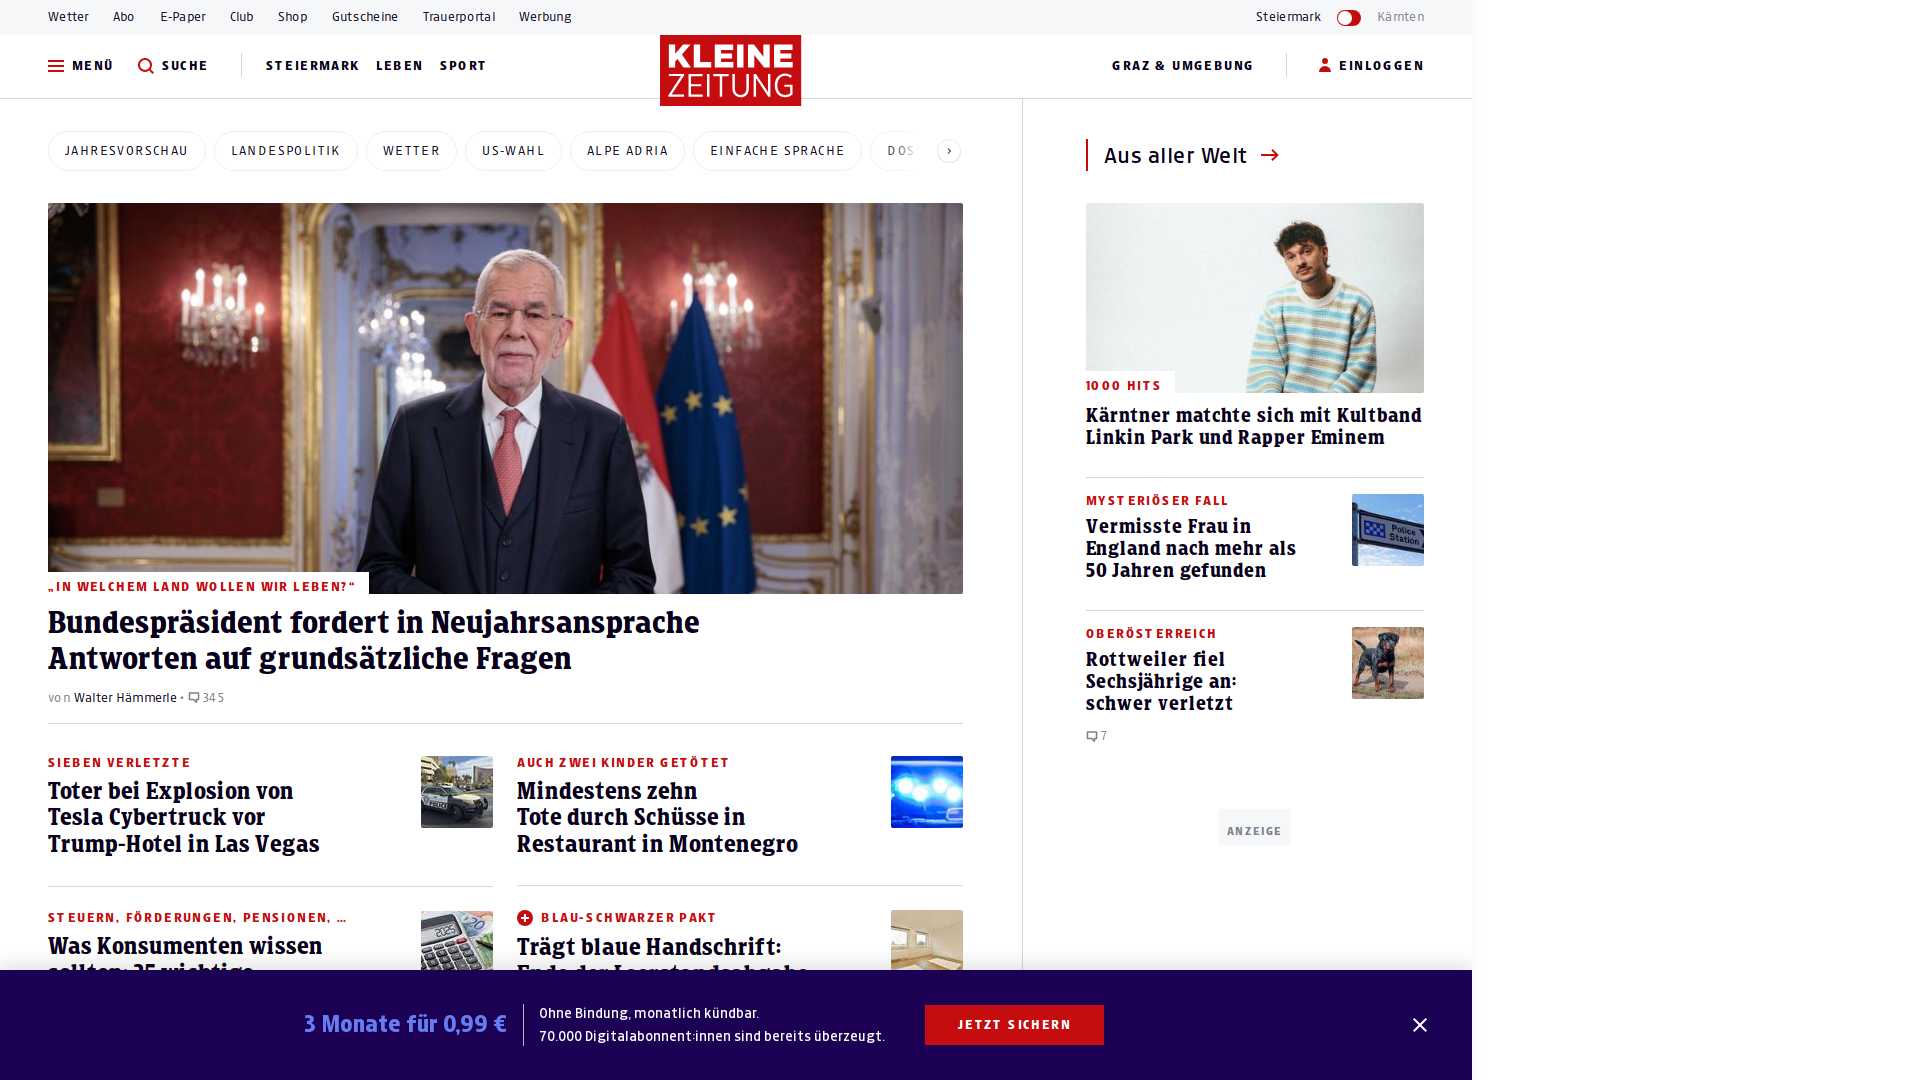 Wetter Abo E-Paper Club Shop Gutscheine Trauerportal Werbung
Steiermark Kärnten
MENÜ SUCHE STEIERMARK LEBEN SPORT
KLEINE
ZEITUNG
GRAZ & UMGEBUNG EINLOGGEN
JAHRESVORSCHAU LANDESPOLITIK WETTER US-WAHL ALPE ADRIA EINFACHE SPRACHE DOS
„IN WELCHEM LAND WOLLEN WIR LEBEN?“
Bundespräsident fordert in Neujahrsansprache
Antworten auf grundsätzliche Fragen
von Walter Hämmerle • 345
SIEBEN VERLETZTE
Toter bei Explosion von
Tesla Cybertruck vor
Trump-Hotel in Las Vegas
AUCH ZWEI KINDER GETÖTET
Mindestens zehn
Tote durch Schüsse in
Restaurant in Montenegro
STEUERN, FÖRDERUNGEN, PENSIONEN, ...
Was Konsumenten wissen
sollten: 25 wichtige
2025
BLAU-SCHWARZER PAKT
Trägt blaue Handschrift:
Ende der Leerstandsabgabe
Aus aller Welt
1000 HITS
Kärntner matchte sich mit Kultband
Linkin Park und Rapper Eminem
MYSTERIÖSER FALL
Vermisste Frau in
England nach mehr als
50 Jahren gefunden
Police
Station
OBERÖSTERREICH
Rottweiler fiel
Sechsjährige an:
schwer verletzt
7
ANZEIGE
3 Monate für 0,99 €
Ohne Bindung, monatlich kündbar.
70.000 Digitalabonnent:innen sind bereits überzeugt.
JETZT SICHERN